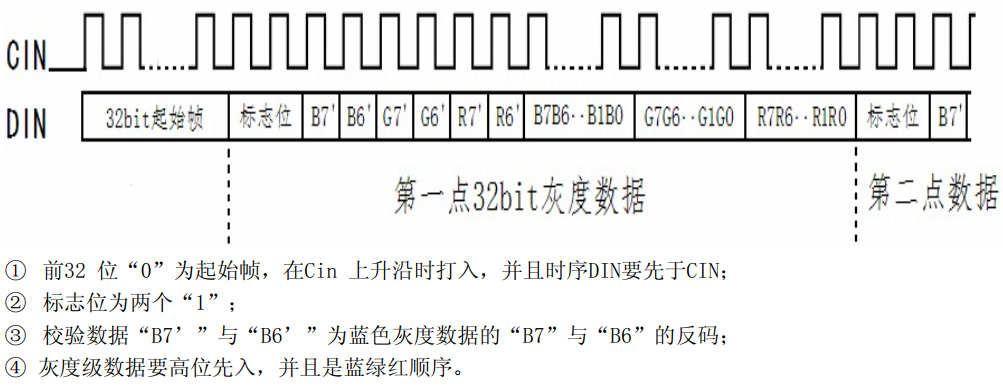 CIN
DIN 32bit起始帧 标志位 B7' B6' G7' G6' R7' R6' B7B6··B1B0 G7G6··G1G0 R7R6··R1R0 标志位 B7'
第一点32bit灰度数据 第二点数据
① 前32 位“0”为起始帧，在Cin 上升沿时打入，并且时序DIN要先于CIN；
② 标志位为两个“1”；
③ 校验数据“B7’”与“B6’”为蓝色灰度数据的“B7”与“B6”的反码；
④ 灰度级数据要高位先入，并且是蓝绿红顺序。